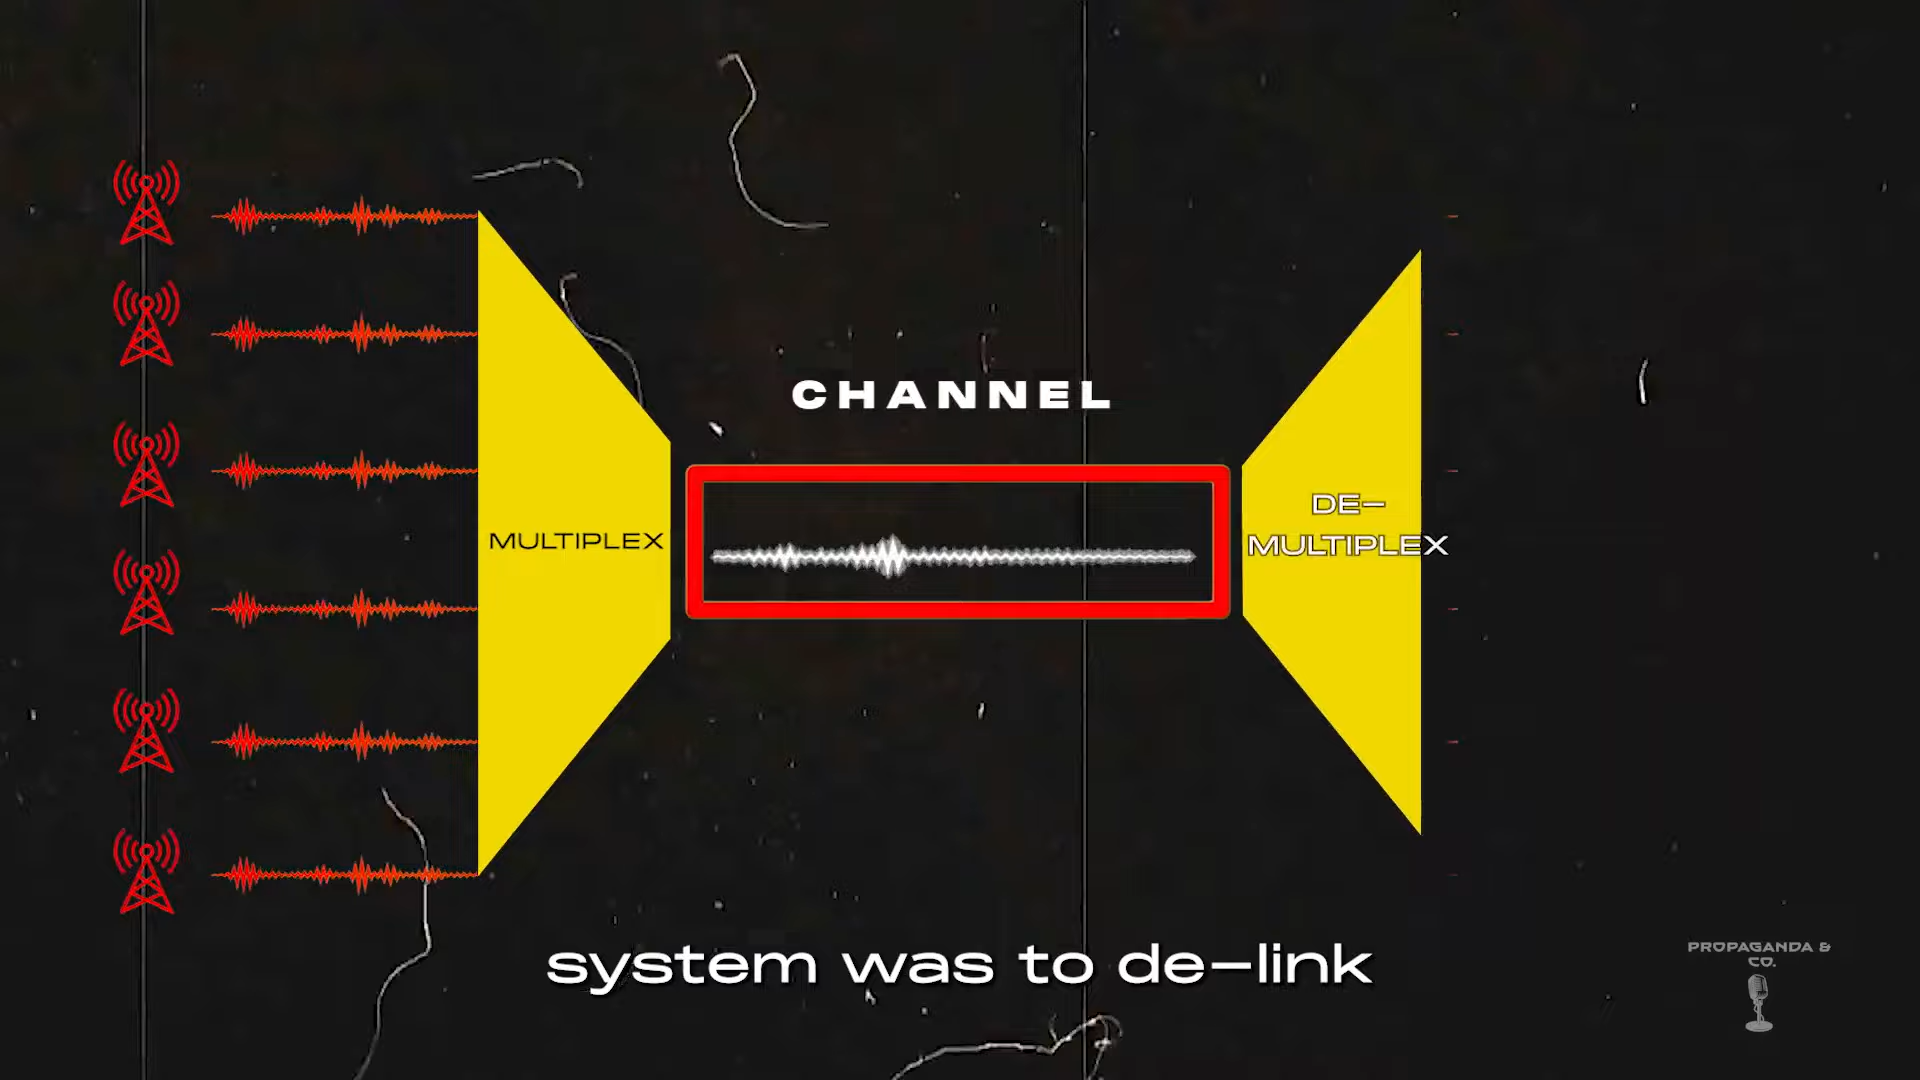 CHANNEL
MULTIPLEX
DE-
MULTIPLEX
system was to de-link
PROPAGANDA &
CO.